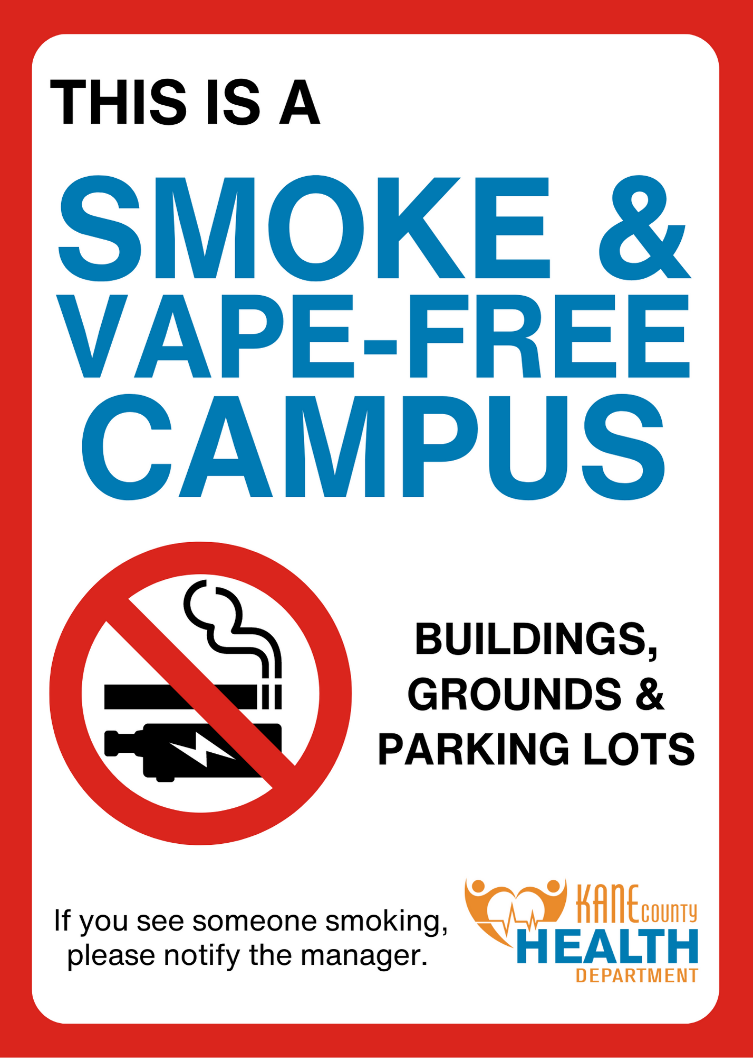 THIS IS A
SMOKE &
VAPE-FREE
CAMPUS
BUILDINGS,
GROUNDS &
PARKING LOTS
If you see someone smoking,
please notify the manager.
KANE COUNTY
HEALTH
DEPARTMENT